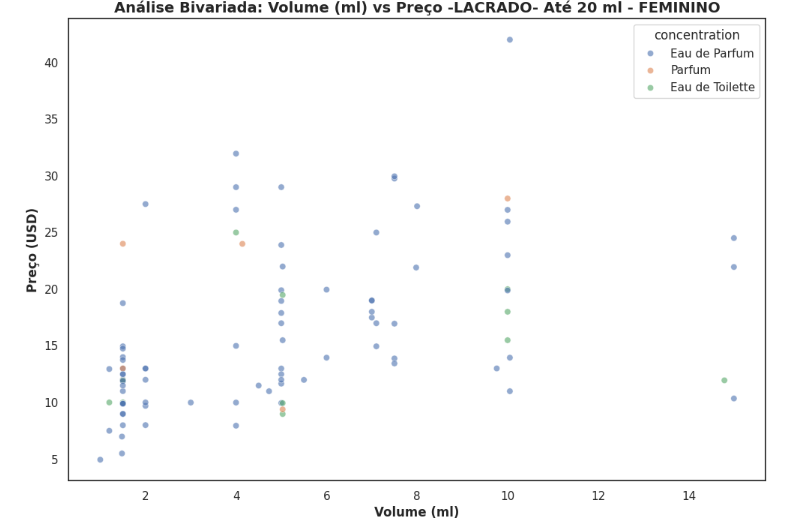 Análise Bivariada: Volume (ml) vs Preço -LACRADO- Até 20 ml - FEMININO
concentration
Eau de Parfum
Parfum
Eau de Toilette
Preço (USD)
40
35
30
25
20
15
10
5
2 4 6 8 10 12 14
Volume (ml)